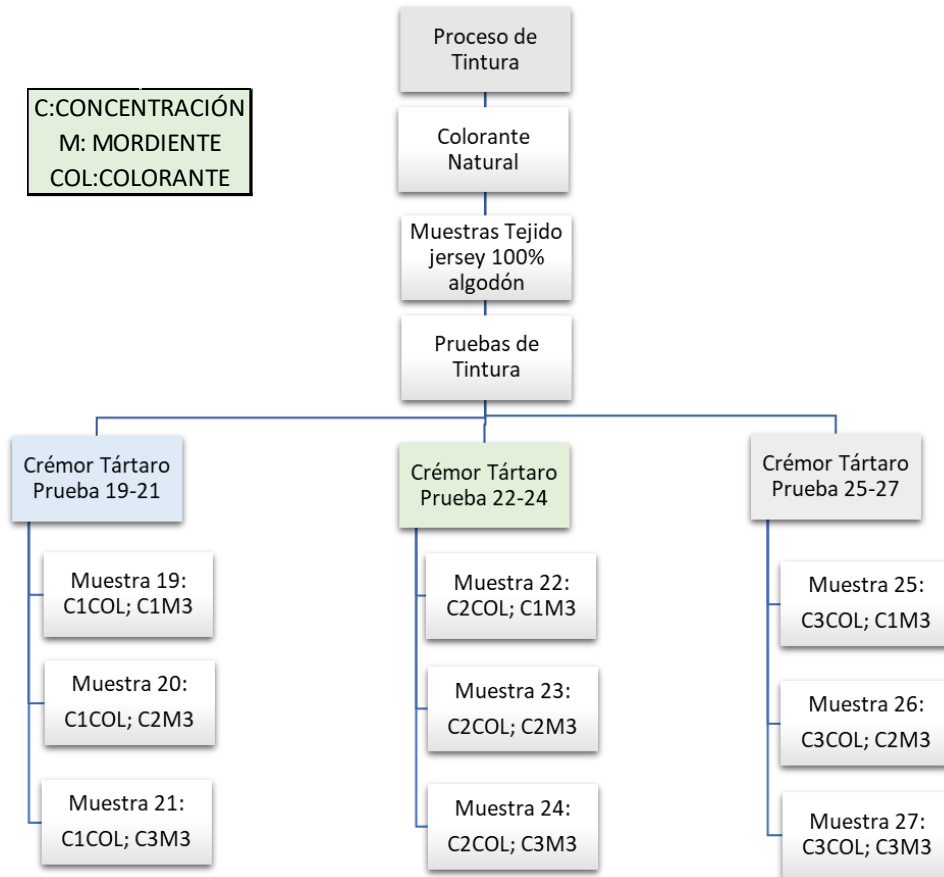 Proceso de
Tintura
C:CONCENTRACIÓN
M: MORDIENTE
COL:COLORANTE
Colorante
Natural
Muestras Tejido
jersey 100%
algodón
Pruebas de
Tintura
Crémor Tártaro
Prueba 19-21
Muestra 19:
C1COL; C1M3
Muestra 20:
C1COL; C2M3
Muestra 21:
C1COL; C3M3
Crémor Tártaro
Prueba 22-24
Muestra 22:
C2COL; C1M3
Muestra 23:
C2COL; C2M3
Muestra 24:
C2COL; C3M3
Crémor Tártaro
Prueba 25-27
Muestra 25:
C3COL; C1M3
Muestra 26:
C3COL; C2M3
Muestra 27:
C3COL; C3M3